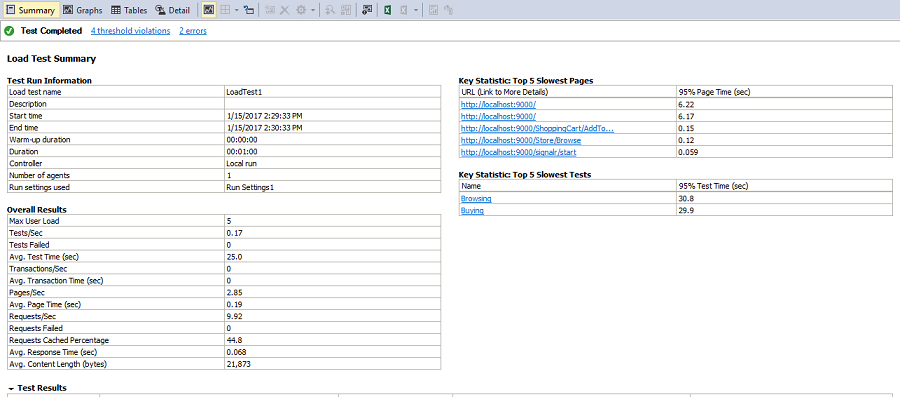 Summary Graphs Tables Detail
Test Completed 4 threshold violations 2 errors
Load Test Summary
Test Run Information
Load test name LoadTest1
Description
Start time 1/15/2017 2:29:33 PM
End time 1/15/2017 2:30:33 PM
Warm-up duration 00:00:00
Duration 00:01:00
Controller Local run
Number of agents 1
Run settings used Run Settings1
Overall Results
Max User Load 5
Tests/Sec 0.17
Tests Failed 0
Avg. Test Time (sec) 25.0
Transactions/Sec 0
Avg. Transaction Time (sec) 0
Pages/Sec 2.85
Avg. Page Time (sec) 0.19
Requests/Sec 9.92
Requests Failed 0
Requests Cached Percentage 44.8
Avg. Response Time (sec) 0.068
Avg. Content Length (bytes) 21,873
Key Statistic: Top 5 Slowest Pages
URL (Link to More Details) 95% Page Time (sec)
http://localhost:9000/ 6.22
http://localhost:9000/ 6.17
http://localhost:9000/ShoppingCart/AddTo... 0.15
http://localhost:9000/Store/Browse 0.12
http://localhost:9000/signalr/start 0.059
Key Statistic: Top 5 Slowest Tests
Name 95% Test Time (sec)
Browsing 30.8
Buying 29.9
Test Results